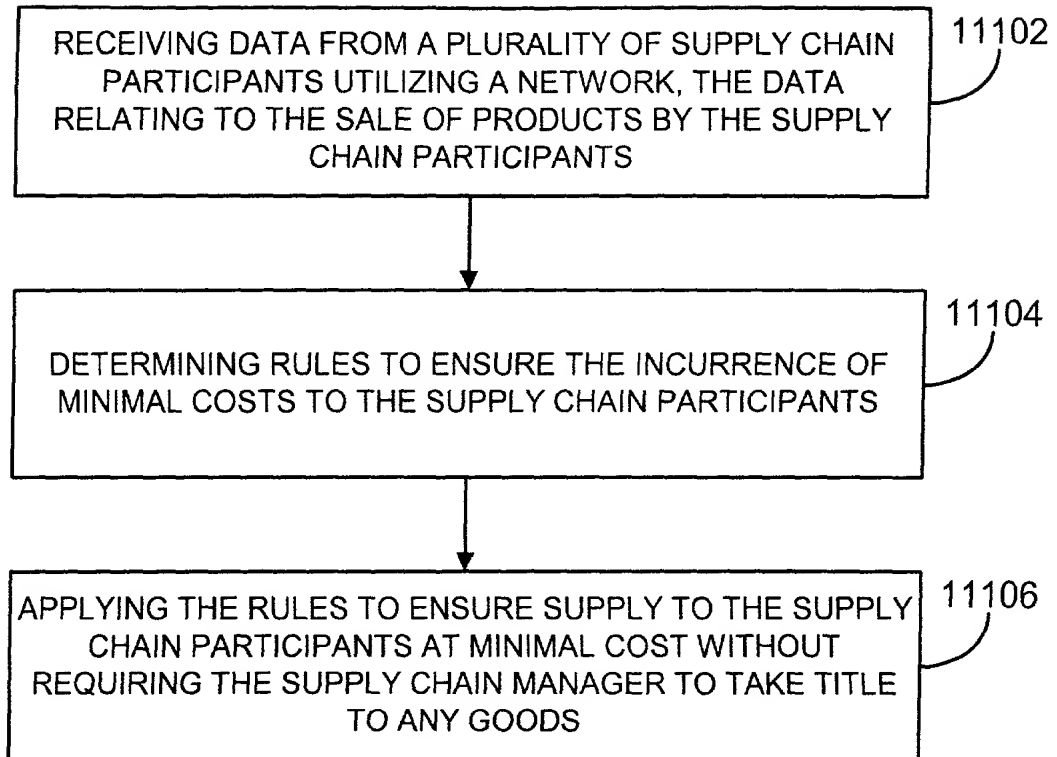 RECEIVING DATA FROM A PLURALITY OF SUPPLY CHAIN
PARTICIPANTS UTILIZING A NETWORK, THE DATA
RELATING TO THE SALE OF PRODUCTS BY THE SUPPLY
CHAIN PARTICIPANTS
11102
DETERMINING RULES TO ENSURE THE INCURRENCE OF
MINIMAL COSTS TO THE SUPPLY CHAIN PARTICIPANTS
11104
APPLYING THE RULES TO ENSURE SUPPLY TO THE SUPPLY
CHAIN PARTICIPANTS AT MINIMAL COST WITHOUT
REQUIRING THE SUPPLY CHAIN MANAGER TO TAKE TITLE
TO ANY GOODS
11106